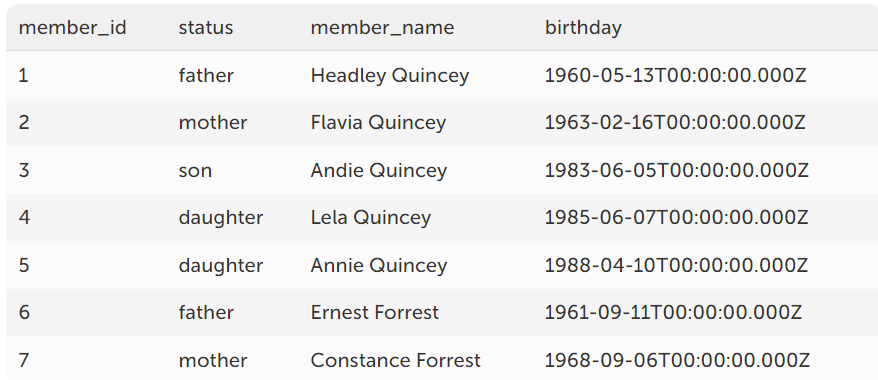 member_id status member_name birthday
1 father Headley Quincey 1960-05-13T00:00:00.000Z
2 mother Flavia Quincey 1963-02-16T00:00:00.000Z
3 son Andie Quincey 1983-06-05T00:00:00.000Z
4 daughter Lela Quincey 1985-06-07T00:00:00.000Z
5 daughter Annie Quincey 1988-04-10T00:00:00.000Z
6 father Ernest Forrest 1961-09-11T00:00:00.000Z
7 mother Constance Forrest 1968-09-06T00:00:00.000Z